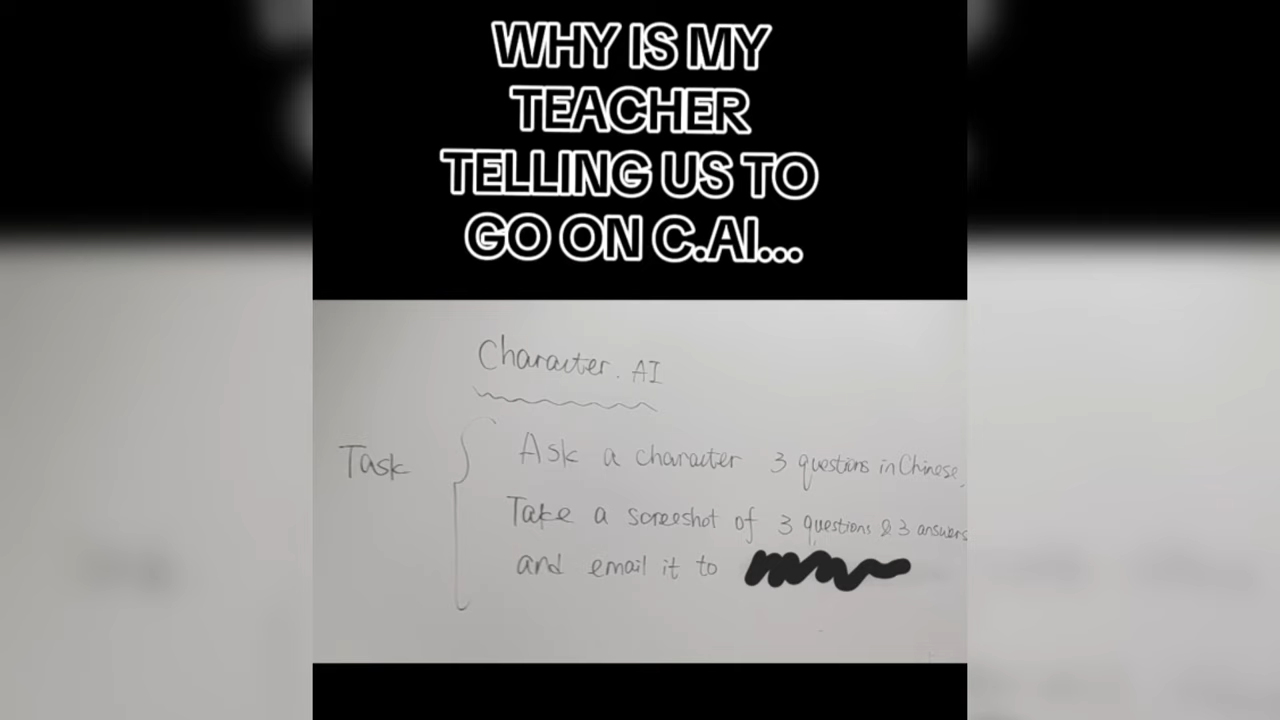 WHY IS MY
TEACHER
TELLING US TO
GO ON C.AI...
Character. AI
Task
Ask a character 3 questions in Chinese.
Take a screeshot of 3 questions & 3 answers
and email it to